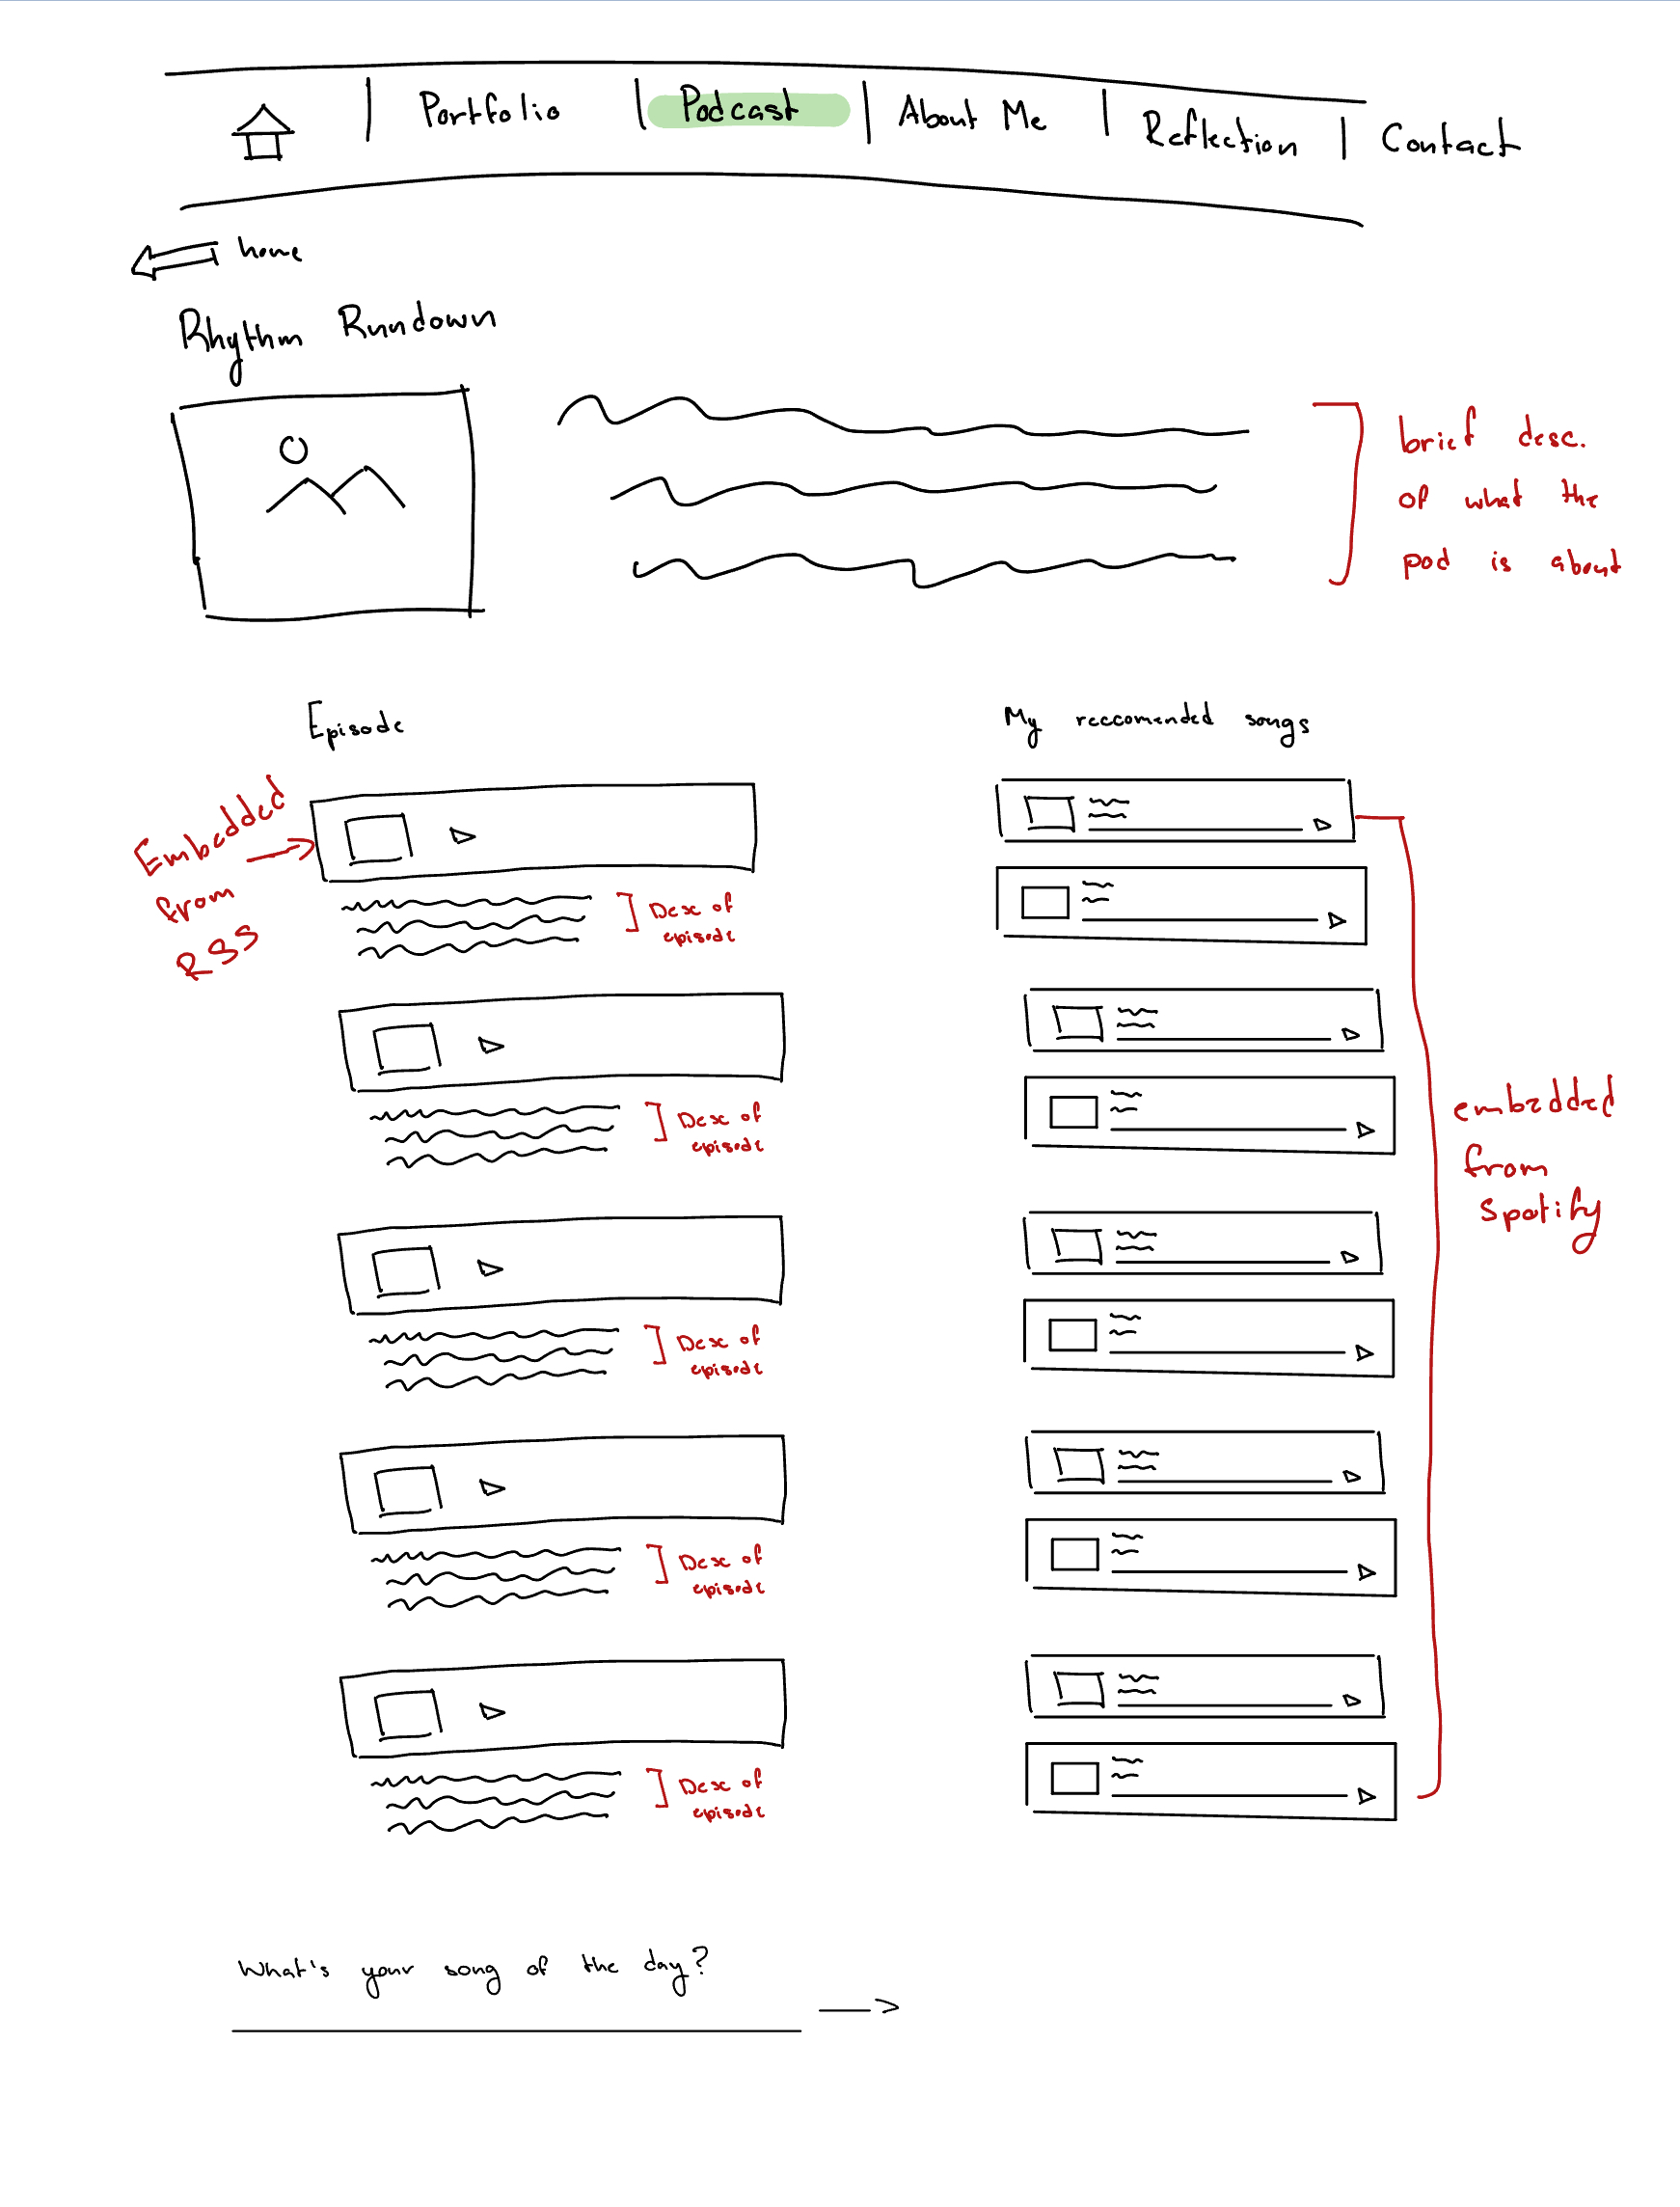 Portfolio | Podcast | About Me | Reflection | Contact
home
Rhythm Rundown
brief desc.
of what the
pod is about
Episode
Embedded
from
RSS
Desc of
episode
Desc of
episode
Desc of
episode
Desc of
episode
Desc of
episode
My reccomended songs
embedded
from
spotify
What's your song of the day?